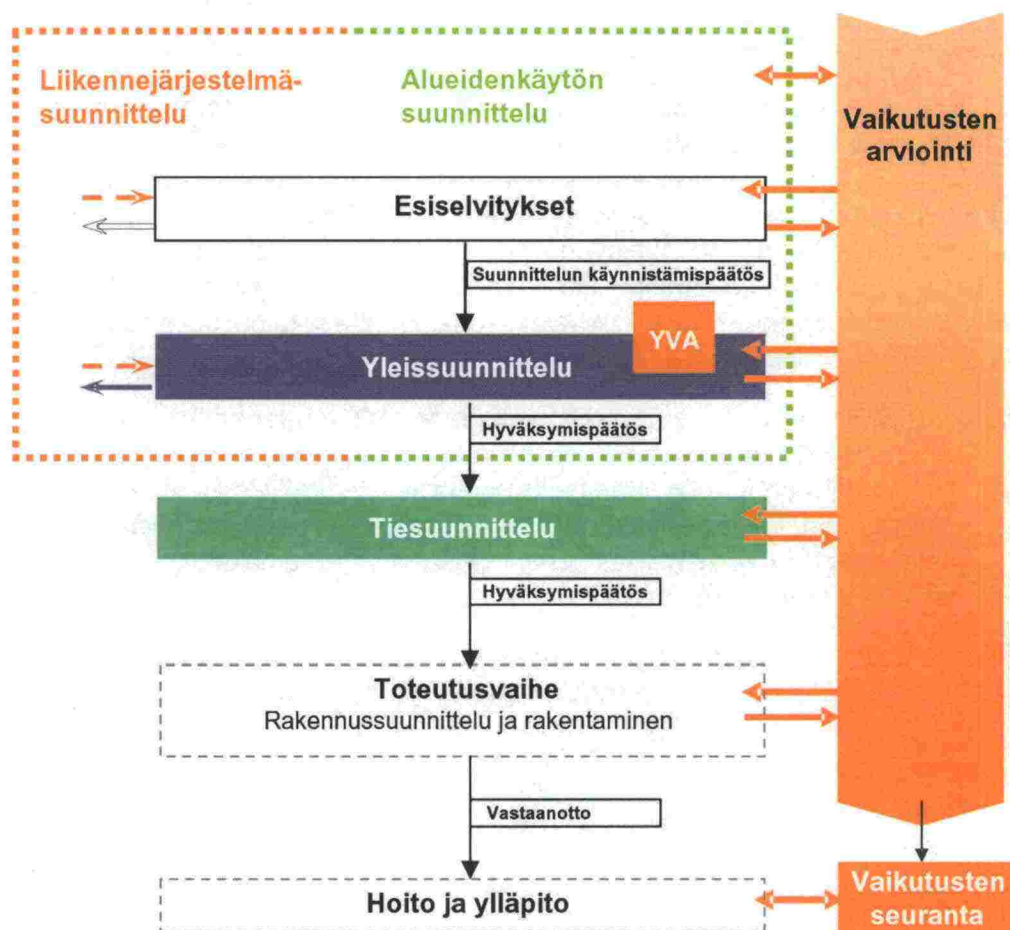 Liikennejärjestelmä-
suunnittelu
Alueidenkäytön
suunnittelu
Vaikutusten
arviointi
Esiselvitykset
Suunnittelun käynnistämispäätös
YVA
Yleissuunnittelu
Hyväksymispäätös
Tiesuunnittelu
Hyväksymispäätös
Toteutusvaihe
Rakennussuunnittelu ja rakentaminen
Vastaanotto
Hoito ja ylläpito
Vaikutusten
seuranta